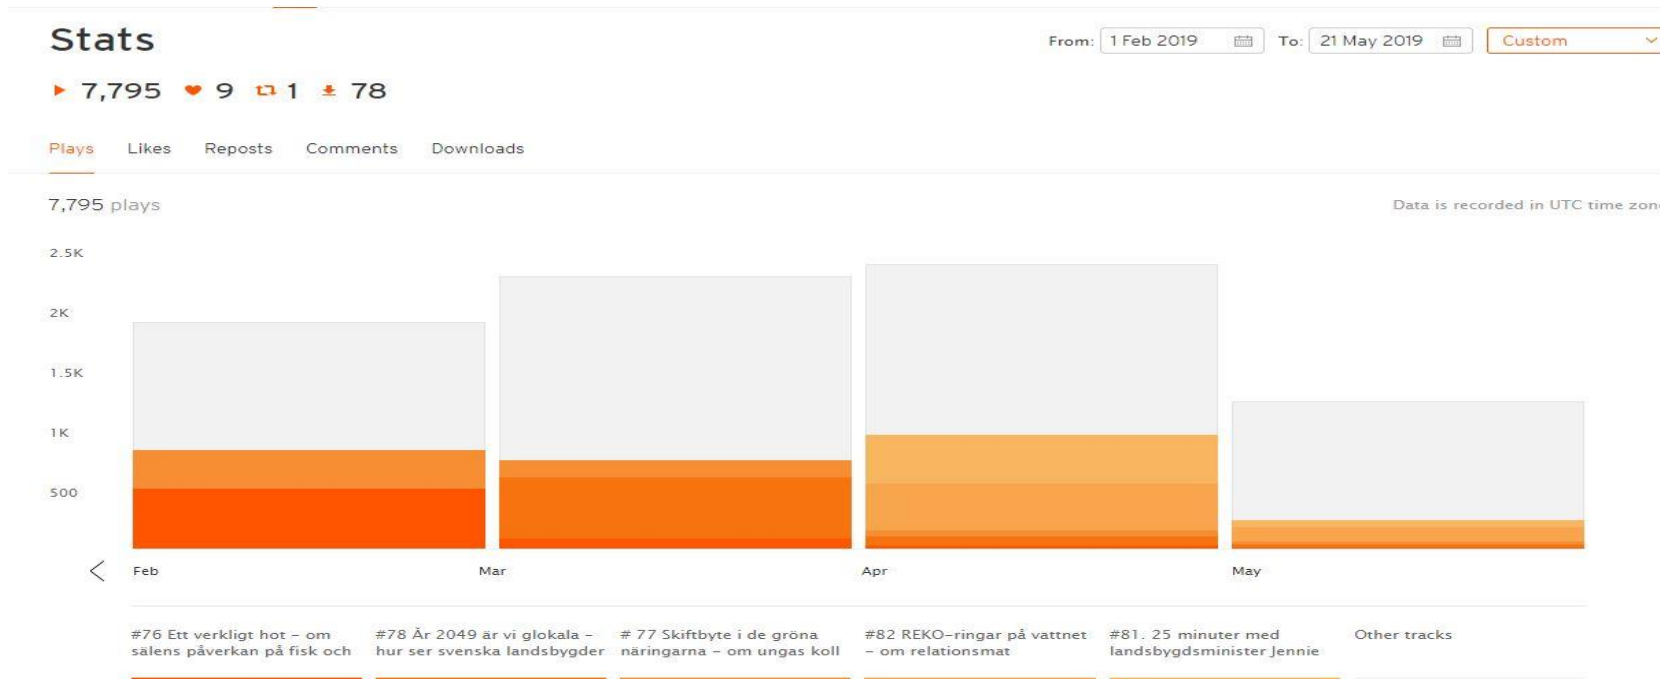 Stats
From: 1 Feb 2019 To: 21 May 2019 Custom
7,795 9 1 78
Plays Likes Reposts Comments Downloads
7,795 plays
Data is recorded in UTC time zon
2.5K
2K
1.5K
1K
500
Feb Mar Apr May
#76 Ett verkligt hot – om
sälens påverkan på fisk och
#78 År 2049 är vi glokala –
hur ser svenska landsbygder
# 77 Skiftbyte i de gröna
näringarna – om ungas koll
#82 REKO-ringar på vattnet
– om relationsmat
#81. 25 minuter med
landsbygdsminister Jennie
Other tracks